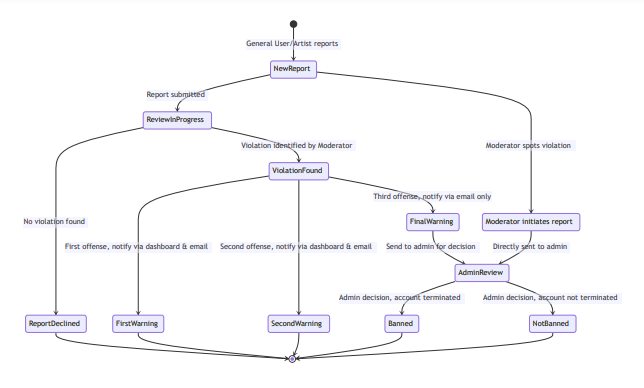 General User/Artist reports
NewReport
Report submitted
ReviewInProgress
Violation identified by Moderator
Moderator spots violation
ViolationFound
Third offense, notify via email only
No violation found
FinalWarning
Moderator initiates report
First offense, notify via dashboard & email
Second offense, notify via dashboard & email
Send to admin for decision
Directly sent to admin
AdminReview
Admin decision, account terminated
Admin decision, account not terminated
ReportDeclined
FirstWarning
SecondWarning
Banned
NotBanned